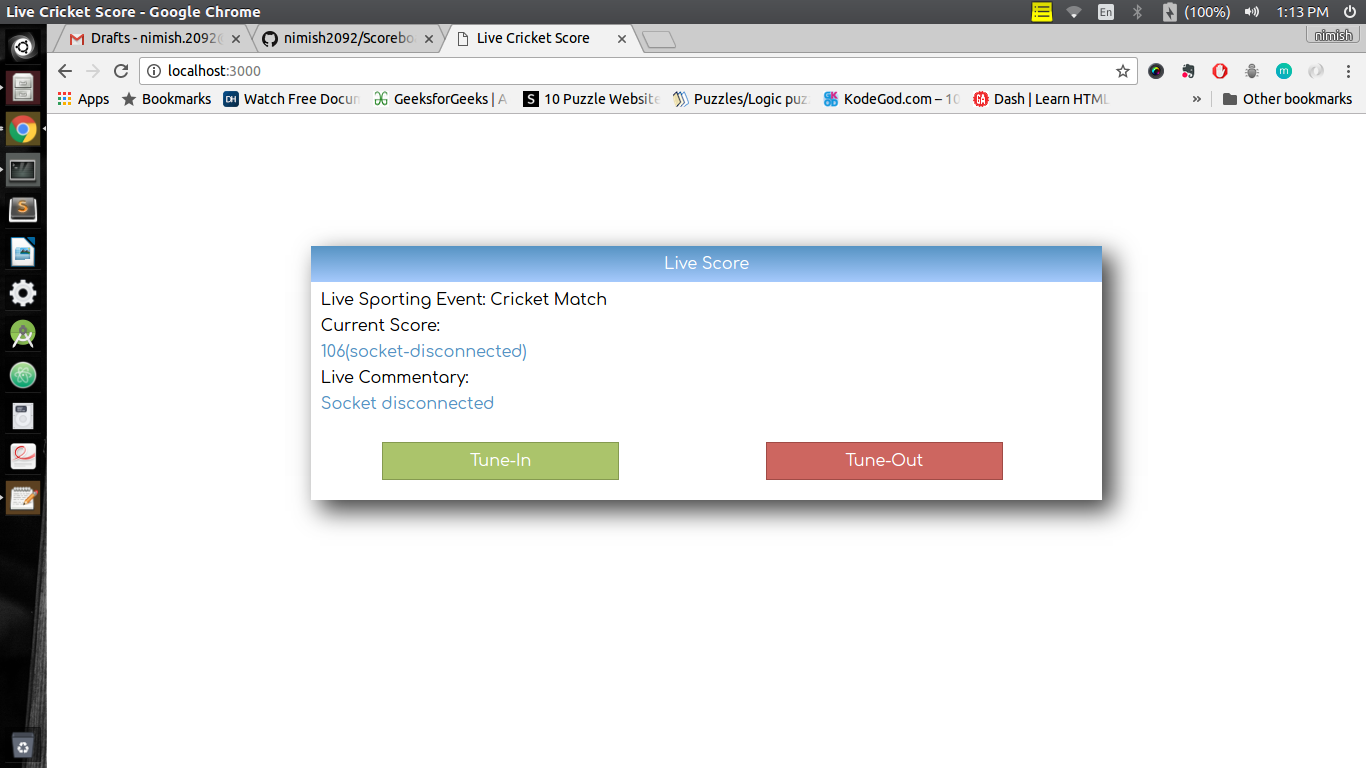 Live Cricket Score - Google Chrome
En
(100%)
1:13 PM
Drafts - nimish.2092
nimish2092/Scorebo
Live Cricket Score
nimish
localhost:3000
Apps
Bookmarks
DH Watch Free Docun
GeeksforGeeks | A
S 10 Puzzle Website
Puzzles/Logic puz
KodeGod.com – 10
GA Dash | Learn HTML
»
Other bookmarks
Live Score
Live Sporting Event: Cricket Match
Current Score:
106(socket-disconnected)
Live Commentary:
Socket disconnected
Tune-In
Tune-Out